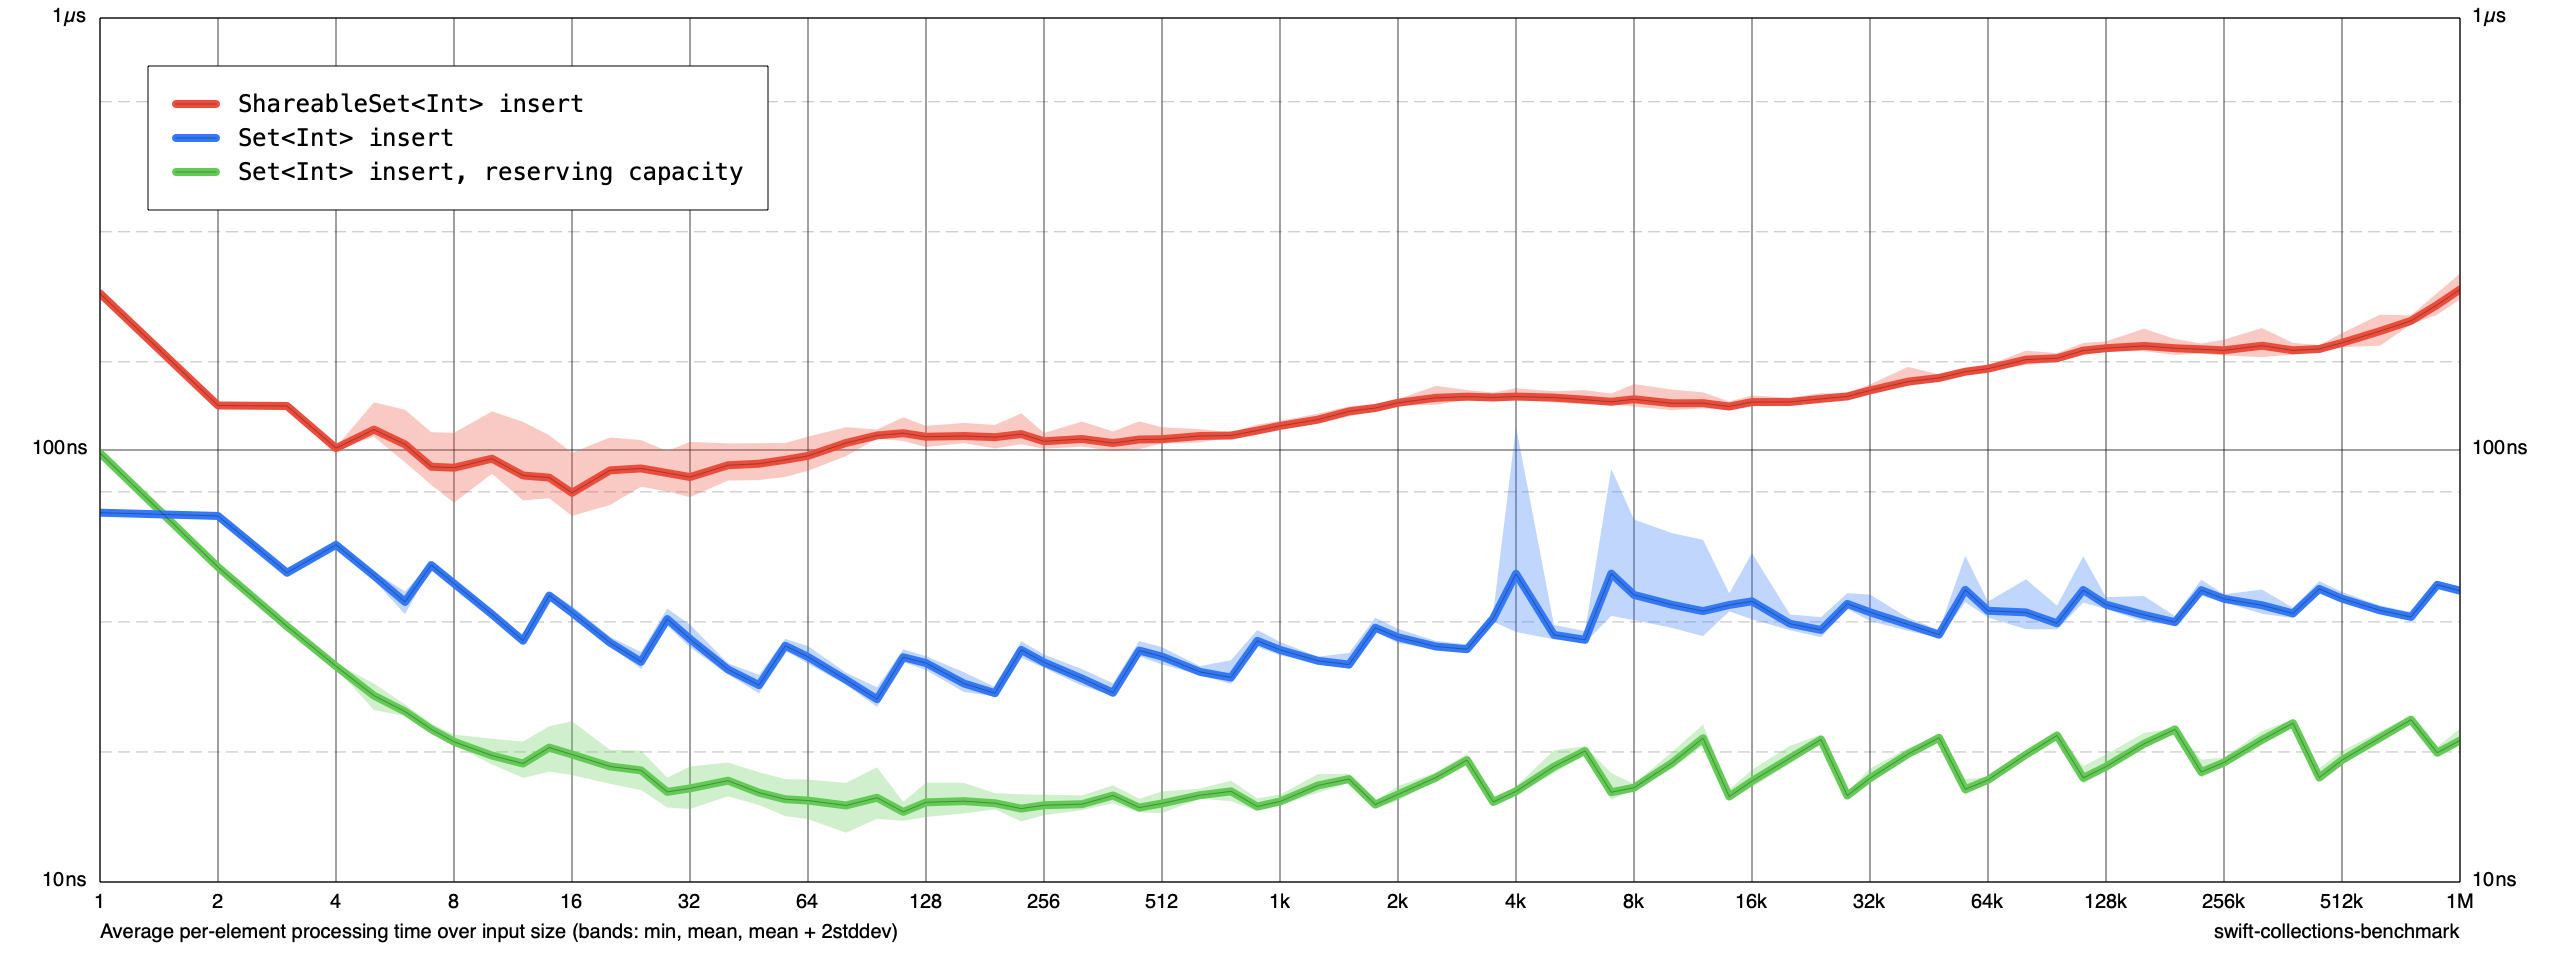 1µs 1µs
ShareableSet<Int> insert
Set<Int> insert
Set<Int> insert, reserving capacity
100ns 100ns
10ns 10ns
1 2 4 8 16 32 64 128 256 512 1k 2k 4k 8k 16k 32k 64k 128k 256k 512k 1M
Average per-element processing time over input size (bands: min, mean, mean + 2stddev) swift-collections-benchmark